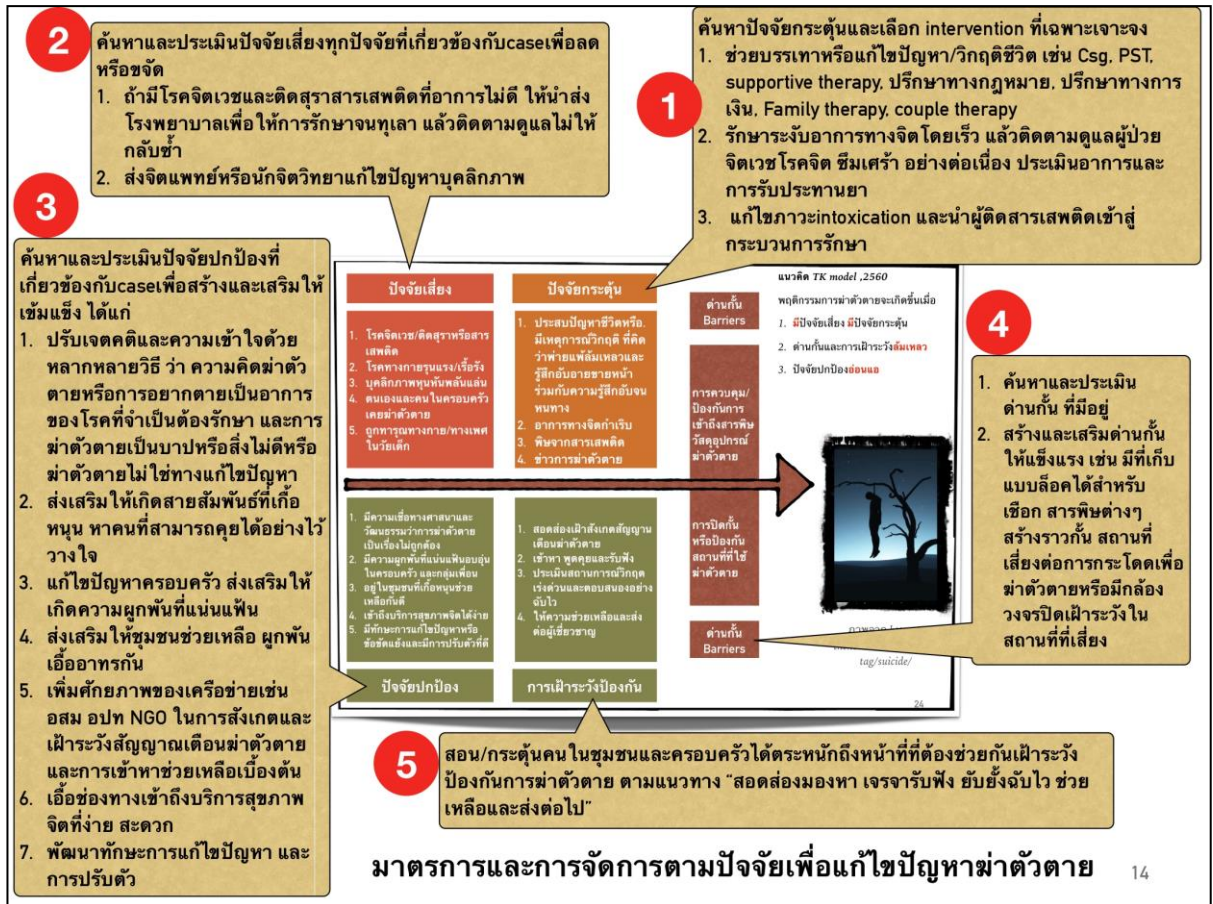 2
ค้นหาและประเมินปัจจัยเสี่ยงทุกปัจจัยที่เกี่ยวข้องกับcaseเพื่อลด
หรือขจัด
1. ถ้ามีโรคจิตเวชและติดสุราสารเสพติดที่อาการไม่ดี ให้นำส่ง
โรงพยาบาลเพื่อให้การรักษาจนทุเลา แล้วติดตามดูแลไม่ให้
กลับซ้ำ
2. ส่งจิตแพทย์หรือนักจิตวิทยาแก้ไขปัญหาบุคลิกภาพ
1
ค้นหาปัจจัยกระตุ้นและเลือก intervention ที่เฉพาะเจาะจง
1. ช่วยบรรเทาหรือแก้ไขปัญหา/วิกฤติชีวิต เช่น Csg, PST,
supportive therapy, ปรึกษาทางกฎหมาย, ปรึกษาทางการ
เงิน, Family therapy, couple therapy
2. รักษาระงับอาการทางจิตโดยเร็ว แล้วติดตามดูแลผู้ป่วย
จิตเวชโรคจิต ซึมเศร้า อย่างต่อเนื่อง ประเมินอาการและ
การรับประทานยา
3. แก้ไขภาวะintoxication และนำผู้ติดสารเสพติดเข้าสู่
กระบวนการรักษา
3
ค้นหาและประเมินปัจจัยปกป้องที่
เกี่ยวข้องกับcaseเพื่อสร้างและเสริมให้
เข้มแข็ง ได้แก่
1. ปรับเจตคติและความเข้าใจด้วย
หลากหลายวิธี ว่า ความคิดฆ่าตัว
ตายหรือการอยากตายเป็นอาการ
ของโรคที่จำเป็นต้องรักษา และการ
ฆ่าตัวตายเป็นบาปหรือสิ่งไม่ดีหรือ
ฆ่าตัวตายไม่ใช่ทางแก้ไขปัญหา
2. ส่งเสริมให้เกิดสายสัมพันธ์ที่เกื้อ
หนุน หาคนที่สามารถคุยได้อย่างไว้
วางใจ
3. แก้ไขปัญหาครอบครัว ส่งเสริมให้
เกิดความผูกพันที่แน่นแฟ้น
4. ส่งเสริมให้ชุมชนช่วยเหลือ ผูกพัน
เอื้ออาทรกัน
5. เพิ่มศักยภาพของเครือข่ายเช่น
อสม อปท NGO ในการสังเกตและ
เฝ้าระวังสัญญาณเตือนฆ่าตัวตาย
และการเข้าหาช่วยเหลือเบื้องต้น
6. เอื้อช่องทางเข้าถึงบริการสุขภาพ
จิตที่ง่าย สะดวก
7. พัฒนาทักษะการแก้ไขปัญหา และ
การปรับตัว
ปัจจัยเสี่ยง
1. โรคจิตเวช/ติดสุราหรือสาร
เสพติด
2. โรคทางกายรุนแรง/เรื้อรัง
3. บุคลิกภาพหุนหันพลันแล่น
4. ตนเองและคนในครอบครัว
เคยฆ่าตัวตาย
5. ถูกทารุณทางกาย/ทางเพศ
ในวัยเด็ก
ปัจจัยกระตุ้น
1. ประสบปัญหาชีวิตหรือ.
มีเหตุการณ์วิกฤติ ที่คิด
ว่าพ่ายแพ้ล้มเหลวและ
รู้สึกอับอายขายหน้า
ร่วมกับความรู้สึกอับจน
หนทาง
2. อาการทางจิตกำเริบ
3. พิษจากสารเสพติด
4. ข่าวการฆ่าตัวตาย
ด่านกั้น
Barriers
การควบคุม/
ป้องกันการ
เข้าถึงสารพิษ
วัสดุอุปกรณ์
ฆ่าตัวตาย
แนวคิด TK model ,2560
พฤติกรรมการฆ่าตัวตายจะเกิดขึ้นเมื่อ
1. มีปัจจัยเสี่ยง มีปัจจัยกระตุ้น
2. ด่านกั้นและการเฝ้าระวังล้มเหลว
3. ปัจจัยปกป้องอ่อนแอ
1. มีความเชื่อทางศาสนาและ
วัฒนธรรมว่าการฆ่าตัวตาย
เป็นเรื่องไม่ถูกต้อง
2. มีความผูกพันที่แน่นแฟ้นอบอุ่น
ในครอบครัว และกลุ่มเพื่อน
3. อยู่ในชุมชนที่เกื้อหนุนช่วย
เหลือกันดี
4. เข้าถึงบริการสุขภาพจิตได้ง่าย
5. มีทักษะการแก้ไขปัญหาหรือ
ข้อขัดแย้งและมีการปรับตัวที่ดี
ปัจจัยปกป้อง
1. สอดส่องเฝ้าสังเกตสัญญาน
เตือนฆ่าตัวตาย
2. เข้าหา พูดคุยและรับฟัง
3. ประเมินสถานการณ์วิกฤต
เร่งด่วนและตอบสนองอย่าง
ฉับไว
4. ให้ความช่วยเหลือและส่ง
ต่อผู้เชี่ยวชาญ
การเฝ้าระวังป้องกัน
การปิดกั้น
หรือป้องกัน
สถานที่ที่ใช้
ฆ่าตัวตาย
ด่านกั้น
Barriers
tag/suicide/
24
4
1. ค้นหาและประเมิน
ด่านกั้น ที่มีอยู่
2. สร้างและเสริมด่านกั้น
ให้แข็งแรง เช่น มีที่เก็บ
แบบล็อคได้สำหรับ
เชือก สารพิษต่างๆ
สร้างราวกั้น สถานที่
เสี่ยงต่อการกระโดดเพื่อ
ฆ่าตัวตายหรือมีกล้อง
วงจรปิดเฝ้าระวังใน
สถานที่ที่เสี่ยง
5
สอน/กระตุ้นคนในชุมชนและครอบครัวได้ตระหนักถึงหน้าที่ที่ต้องช่วยกันเฝ้าระวัง
ป้องกันการฆ่าตัวตาย ตามแนวทาง "สอดส่องมองหา เจรจารับฟัง ยับยั้งฉับไว ช่วย
เหลือและส่งต่อไป"
มาตรการและการจัดการตามปัจจัยเพื่อแก้ไขปัญหาฆ่าตัวตาย
14